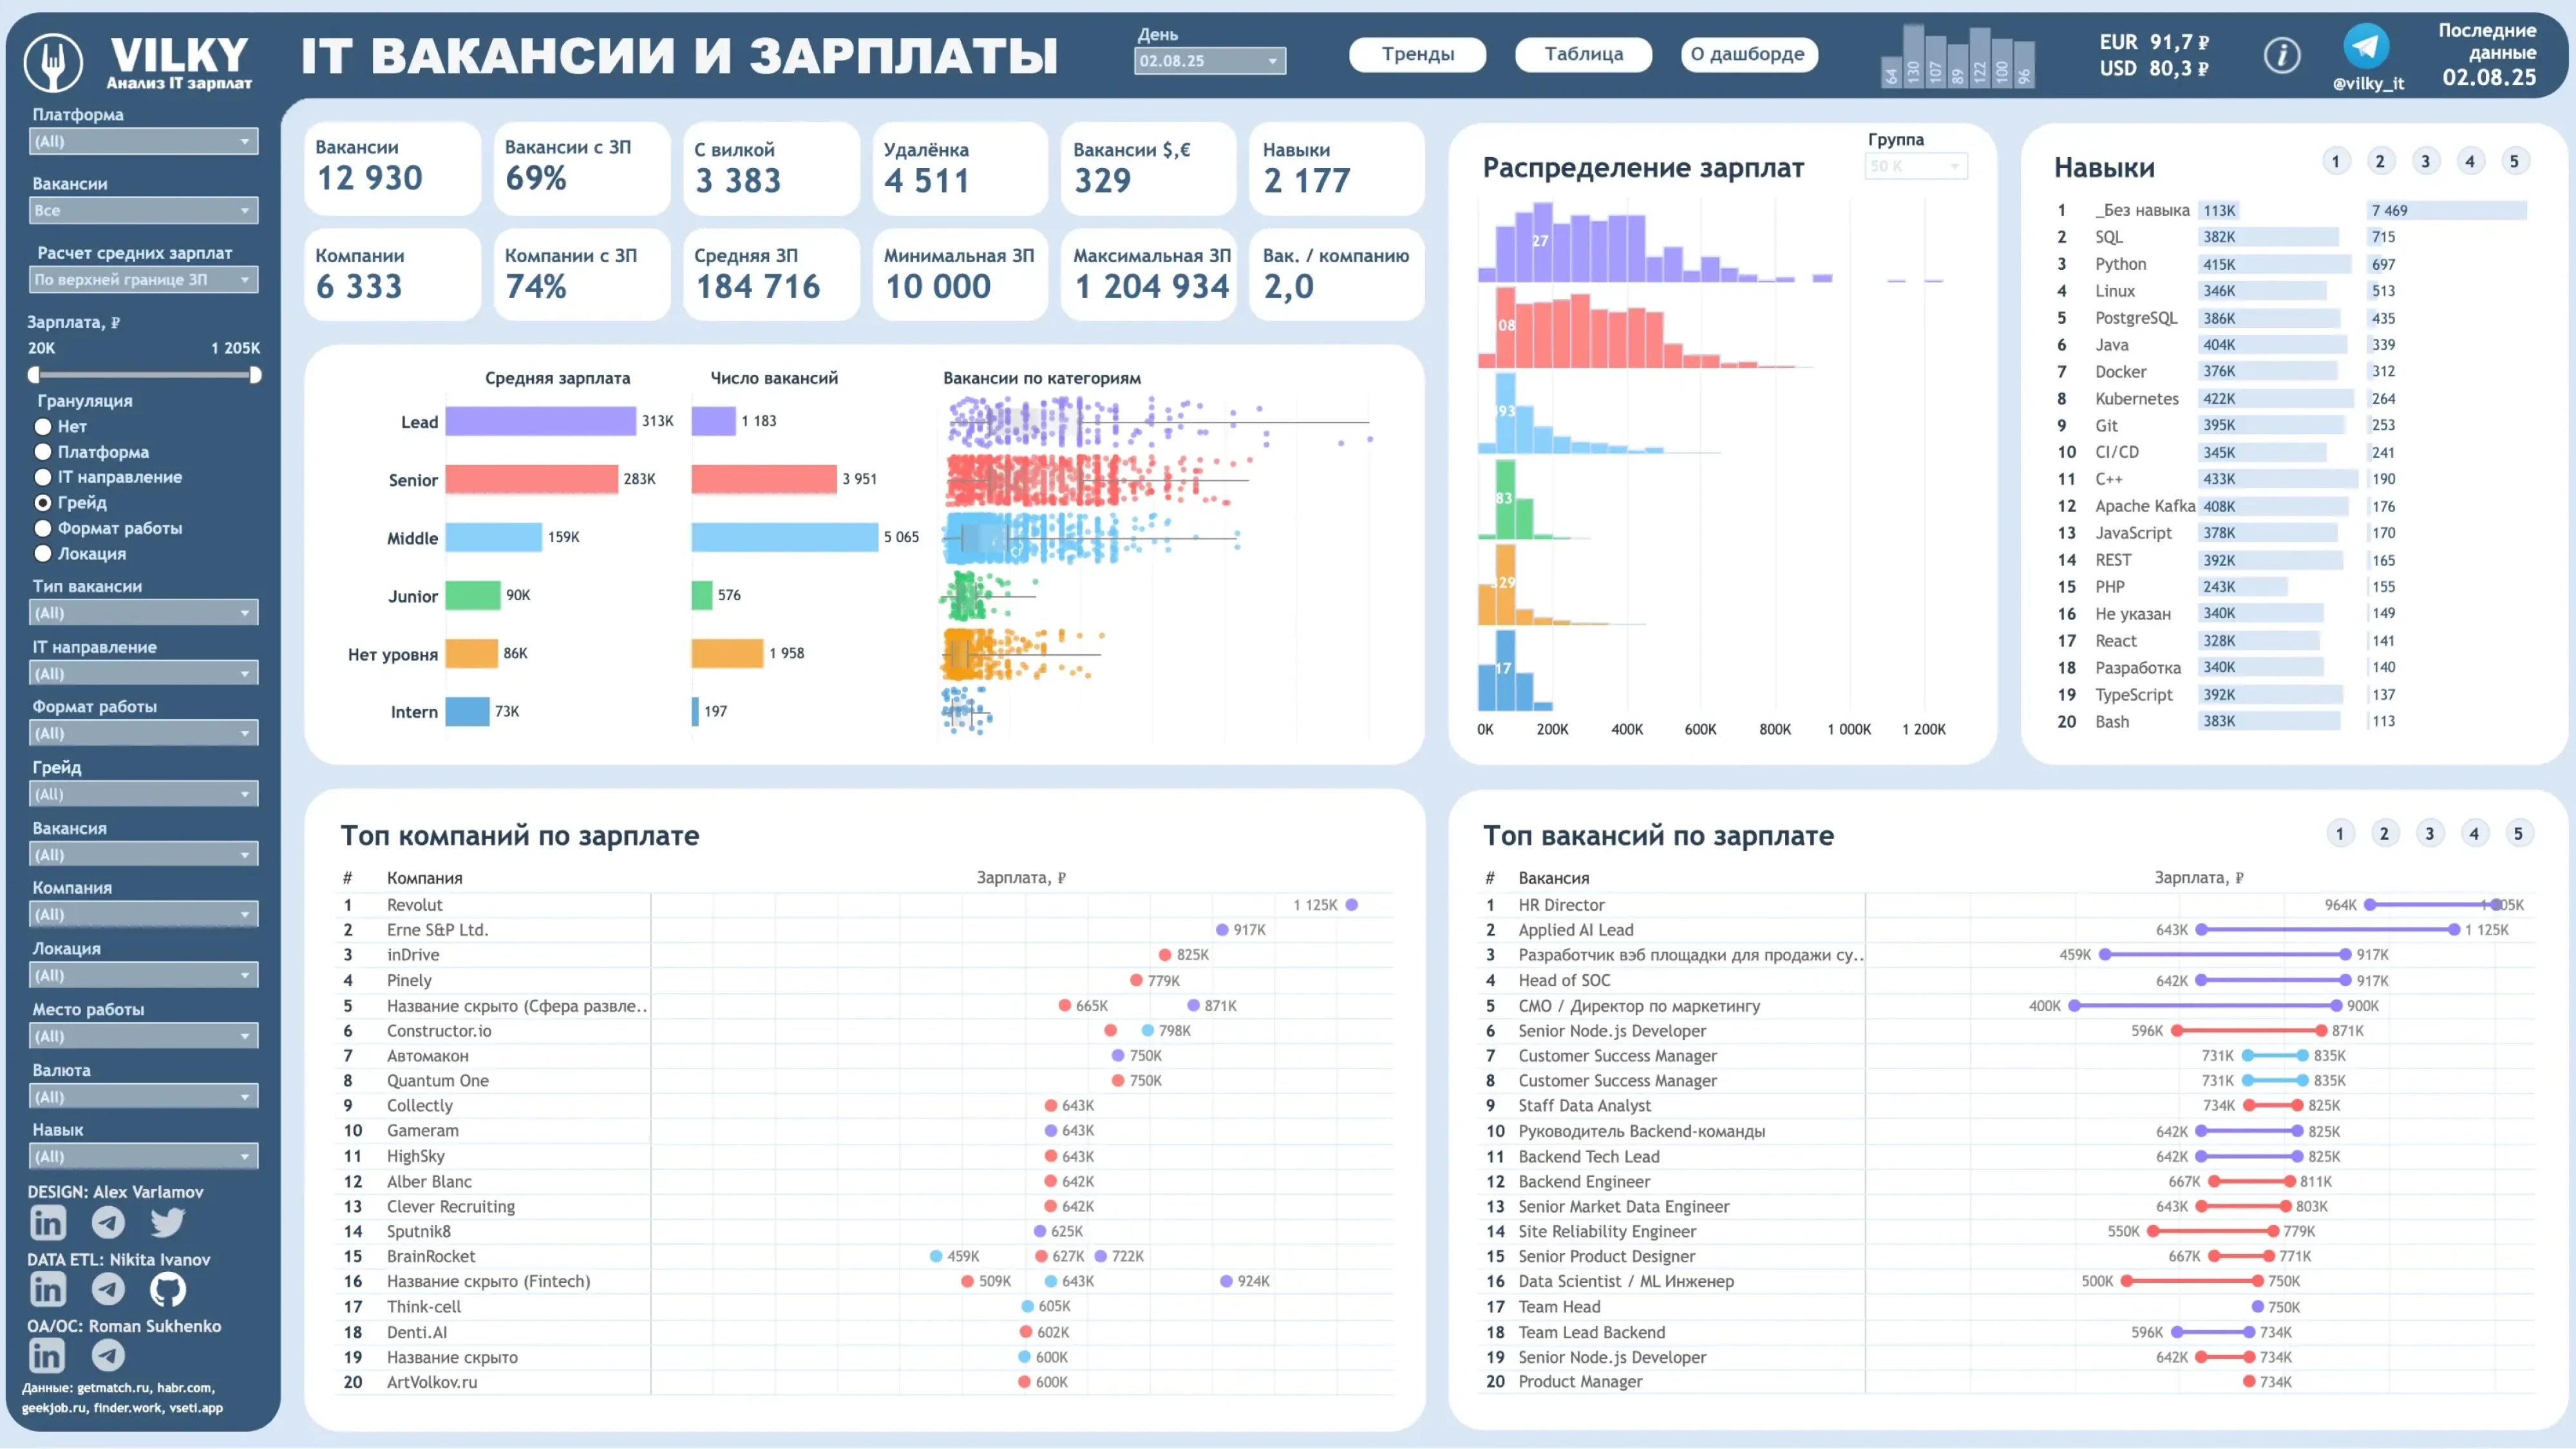 VILKY
Анализ IT зарплат
IT ВАКАНСИИ И ЗАРПЛАТЫ
День
02.08.25
Тренды
Таблица
О дашборде
64 130 107 89 122 100 96
EUR 91,7 ₽
USD 80,3 ₽
i
@vilky_it
Последние
данные
02.08.25
Платформа
(All)
Вакансии
Все
Расчет средних зарплат
По верхней границе ЗП
Зарплата, ₽
20K 1 205K
Грануляция
Нет
Платформа
IT направление
Грейд
Формат работы
Локация
Тип вакансии
(All)
IT направление
(All)
Формат работы
(All)
Грейд
(All)
Вакансия
(All)
Компания
(All)
Локация
(All)
Место работы
(All)
Валюта
(All)
Навык
(All)
DESIGN: Alex Varlamov
in
DATA ETL: Nikita Ivanov
in
QA/QC: Roman Sukhenko
in
Данные: getmatch.ru, habr.com,
geekjob.ru, finder.work, vseti.app
Вакансии
12 930
Вакансии с ЗП
69%
С вилкой
3 383
Удалёнка
4 511
Вакансии $,€
329
Навыки
2 177
Компании
6 333
Компании с ЗП
74%
Средняя ЗП
184 716
Минимальная ЗП
10 000
Максимальная ЗП
1 204 934
Вак. / компанию
2,0
Средняя зарплата Число вакансий Вакансии по категориям
Lead 313K 1 183
Senior 283K 3 951
Middle 159K 5 065
Junior 90K 576
Нет уровня 86K 1 958
Intern 73K 197
Распределение зарплат
Группа
50 K
27
08
93
83
29
17
0K 200K 400K 600K 800K 1 000K 1 200K
Навыки
1 2 3 4 5
1 _Без навыка 113K 7 469
2 SQL 382K 715
3 Python 415K 697
4 Linux 346K 513
5 PostgreSQL 386K 435
6 Java 404K 339
7 Docker 376K 312
8 Kubernetes 422K 264
9 Git 395K 253
10 CI/CD 345K 241
11 C++ 433K 190
12 Apache Kafka 408K 176
13 JavaScript 378K 170
14 REST 392K 165
15 PHP 243K 155
16 Не указан 340K 149
17 React 328K 141
18 Разработка 340K 140
19 TypeScript 392K 137
20 Bash 383K 113
Топ компаний по зарплате
# Компания Зарплата, ₽
1 Revolut 1 125K
2 Erne S&P Ltd. 917K
3 inDrive 825K
4 Pinely 779K
5 Название скрыто (Сфера развле.. 665K 871K
6 Constructor.io 798K
7 Автомакон 750K
8 Quantum One 750K
9 Collectly 643K
10 Gameram 643K
11 HighSky 643K
12 Alber Blanc 642K
13 Clever Recruiting 642K
14 Sputnik8 625K
15 BrainRocket 459K 627K 722K
16 Название скрыто (Fintech) 509K 643K 924K
17 Think-cell 605K
18 Denti.AI 602K
19 Название скрыто 600K
20 ArtVolkov.ru 600K
Топ вакансий по зарплате
1 2 3 4 5
# Вакансия Зарплата, ₽
1 HR Director 964K
2 Applied AI Lead 643K 1 125K
3 Разработчик вэб площадки для продажи су.. 459K 917K
4 Head of SOC 642K 917K
5 CMO / Директор по маркетингу 400K 900K
6 Senior Node.js Developer 596K 871K
7 Customer Success Manager 731K 835K
8 Customer Success Manager 731K 835K
9 Staff Data Analyst 734K 825K
10 Руководитель Backend-команды 642K 825K
11 Backend Tech Lead 642K 825K
12 Backend Engineer 667K 811K
13 Senior Market Data Engineer 643K 803K
14 Site Reliability Engineer 550K 779K
15 Senior Product Designer 667K 771K
16 Data Scientist / ML Инженер 500K 750K
17 Team Head 750K
18 Team Lead Backend 596K 734K
19 Senior Node.js Developer 642K 734K
20 Product Manager 734K